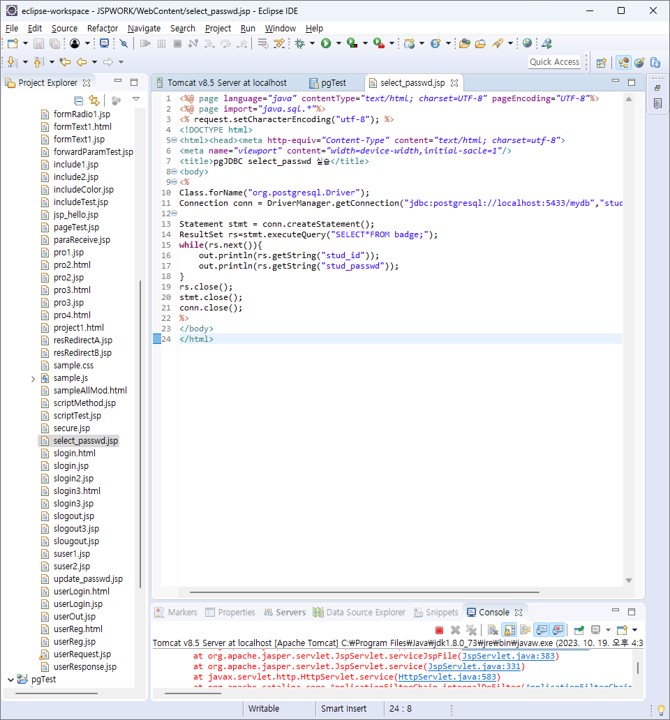 eclipse-workspace - JSPWORK/WebContent/select_passwd.jsp - Eclipse IDE
File Edit Source Refactor Navigate Search Project Run Window Help
Quick Access
Project Explorer
formRadio1.jsp
formText1.html
formText1.jsp
forwardParamTest.jsp
include1.jsp
include2.jsp
includeColor.jsp
includeTest.jsp
jsp_hello.jsp
pageTest.jsp
paraReceive.jsp
pro1.jsp
pro2.html
pro2.jsp
pro3.html
pro3.jsp
pro4.html
project1.html
resRedirectA.jsp
resRedirectB.jsp
sample.css
sample.js
sampleAllMod.html
scriptMethod.jsp
scriptTest.jsp
secure.jsp
select_passwd.jsp
slogin.html
slogin.jsp
slogin2.jsp
slogin3.html
slogin3.jsp
slogout.jsp
slogout3.jsp
slougout.jsp
suser1.jsp
suser2.jsp
update_passwd.jsp
userLogin.html
userLogin.jsp
userOut.jsp
userReg.html
userReg.jsp
userRequest.jsp
userResponse.jsp
pgTest
Tomcat v8.5 Server at localhost pgTest select_passwd.jsp
1 <%@ page language="java" contentType="text/html; charset=UTF-8" pageEncoding="UTF-8"%>
2 <%@ page import="java.sql.*"%>
3 <% request.setCharacterEncoding("utf-8"); %>
4 <!DOCTYPE html>
5 <html><head><meta http-equiv="Content-Type" content="text/html; charset=utf-8">
6 <meta name="viewport" content="width=device-width,initial-sacle=1"/>
7 <title>pgJDBC select_passwd 실습</title>
8 <body>
9 <%
10 Class.forName("org.postgresql.Driver");
11 Connection conn = DriverManager.getConnection("jdbc:postgresql://localhost:5433/mydb","stud
12
13 Statement stmt = conn.createStatement();
14 ResultSet rs=stmt.executeQuery("SELECT*FROM badge;");
15 while(rs.next()){
16 out.println(rs.getString("stud_id"));
17 out.println(rs.getString("stud_passwd"));
18 }
19 rs.close();
20 stmt.close();
21 conn.close();
22 %>
23 </body>
24 </html>
Markers Properties Servers Data Source Explorer Snippets Console
Tomcat v8.5 Server at localhost [Apache Tomcat] C:₩Program Files₩Java₩jdk1.8.0_73₩jre₩bin₩javaw.exe (2023. 10. 19. 오후 4:3
at org.apache.jasper.servlet.JspServlet.serviceJspFile(JspServlet.java:383)
at org.apache.jasper.servlet.JspServlet.service(JspServlet.java:331)
at javax.servlet.http.HttpServlet.service(HttpServlet.java:583)
Writable Smart Insert 24 : 8